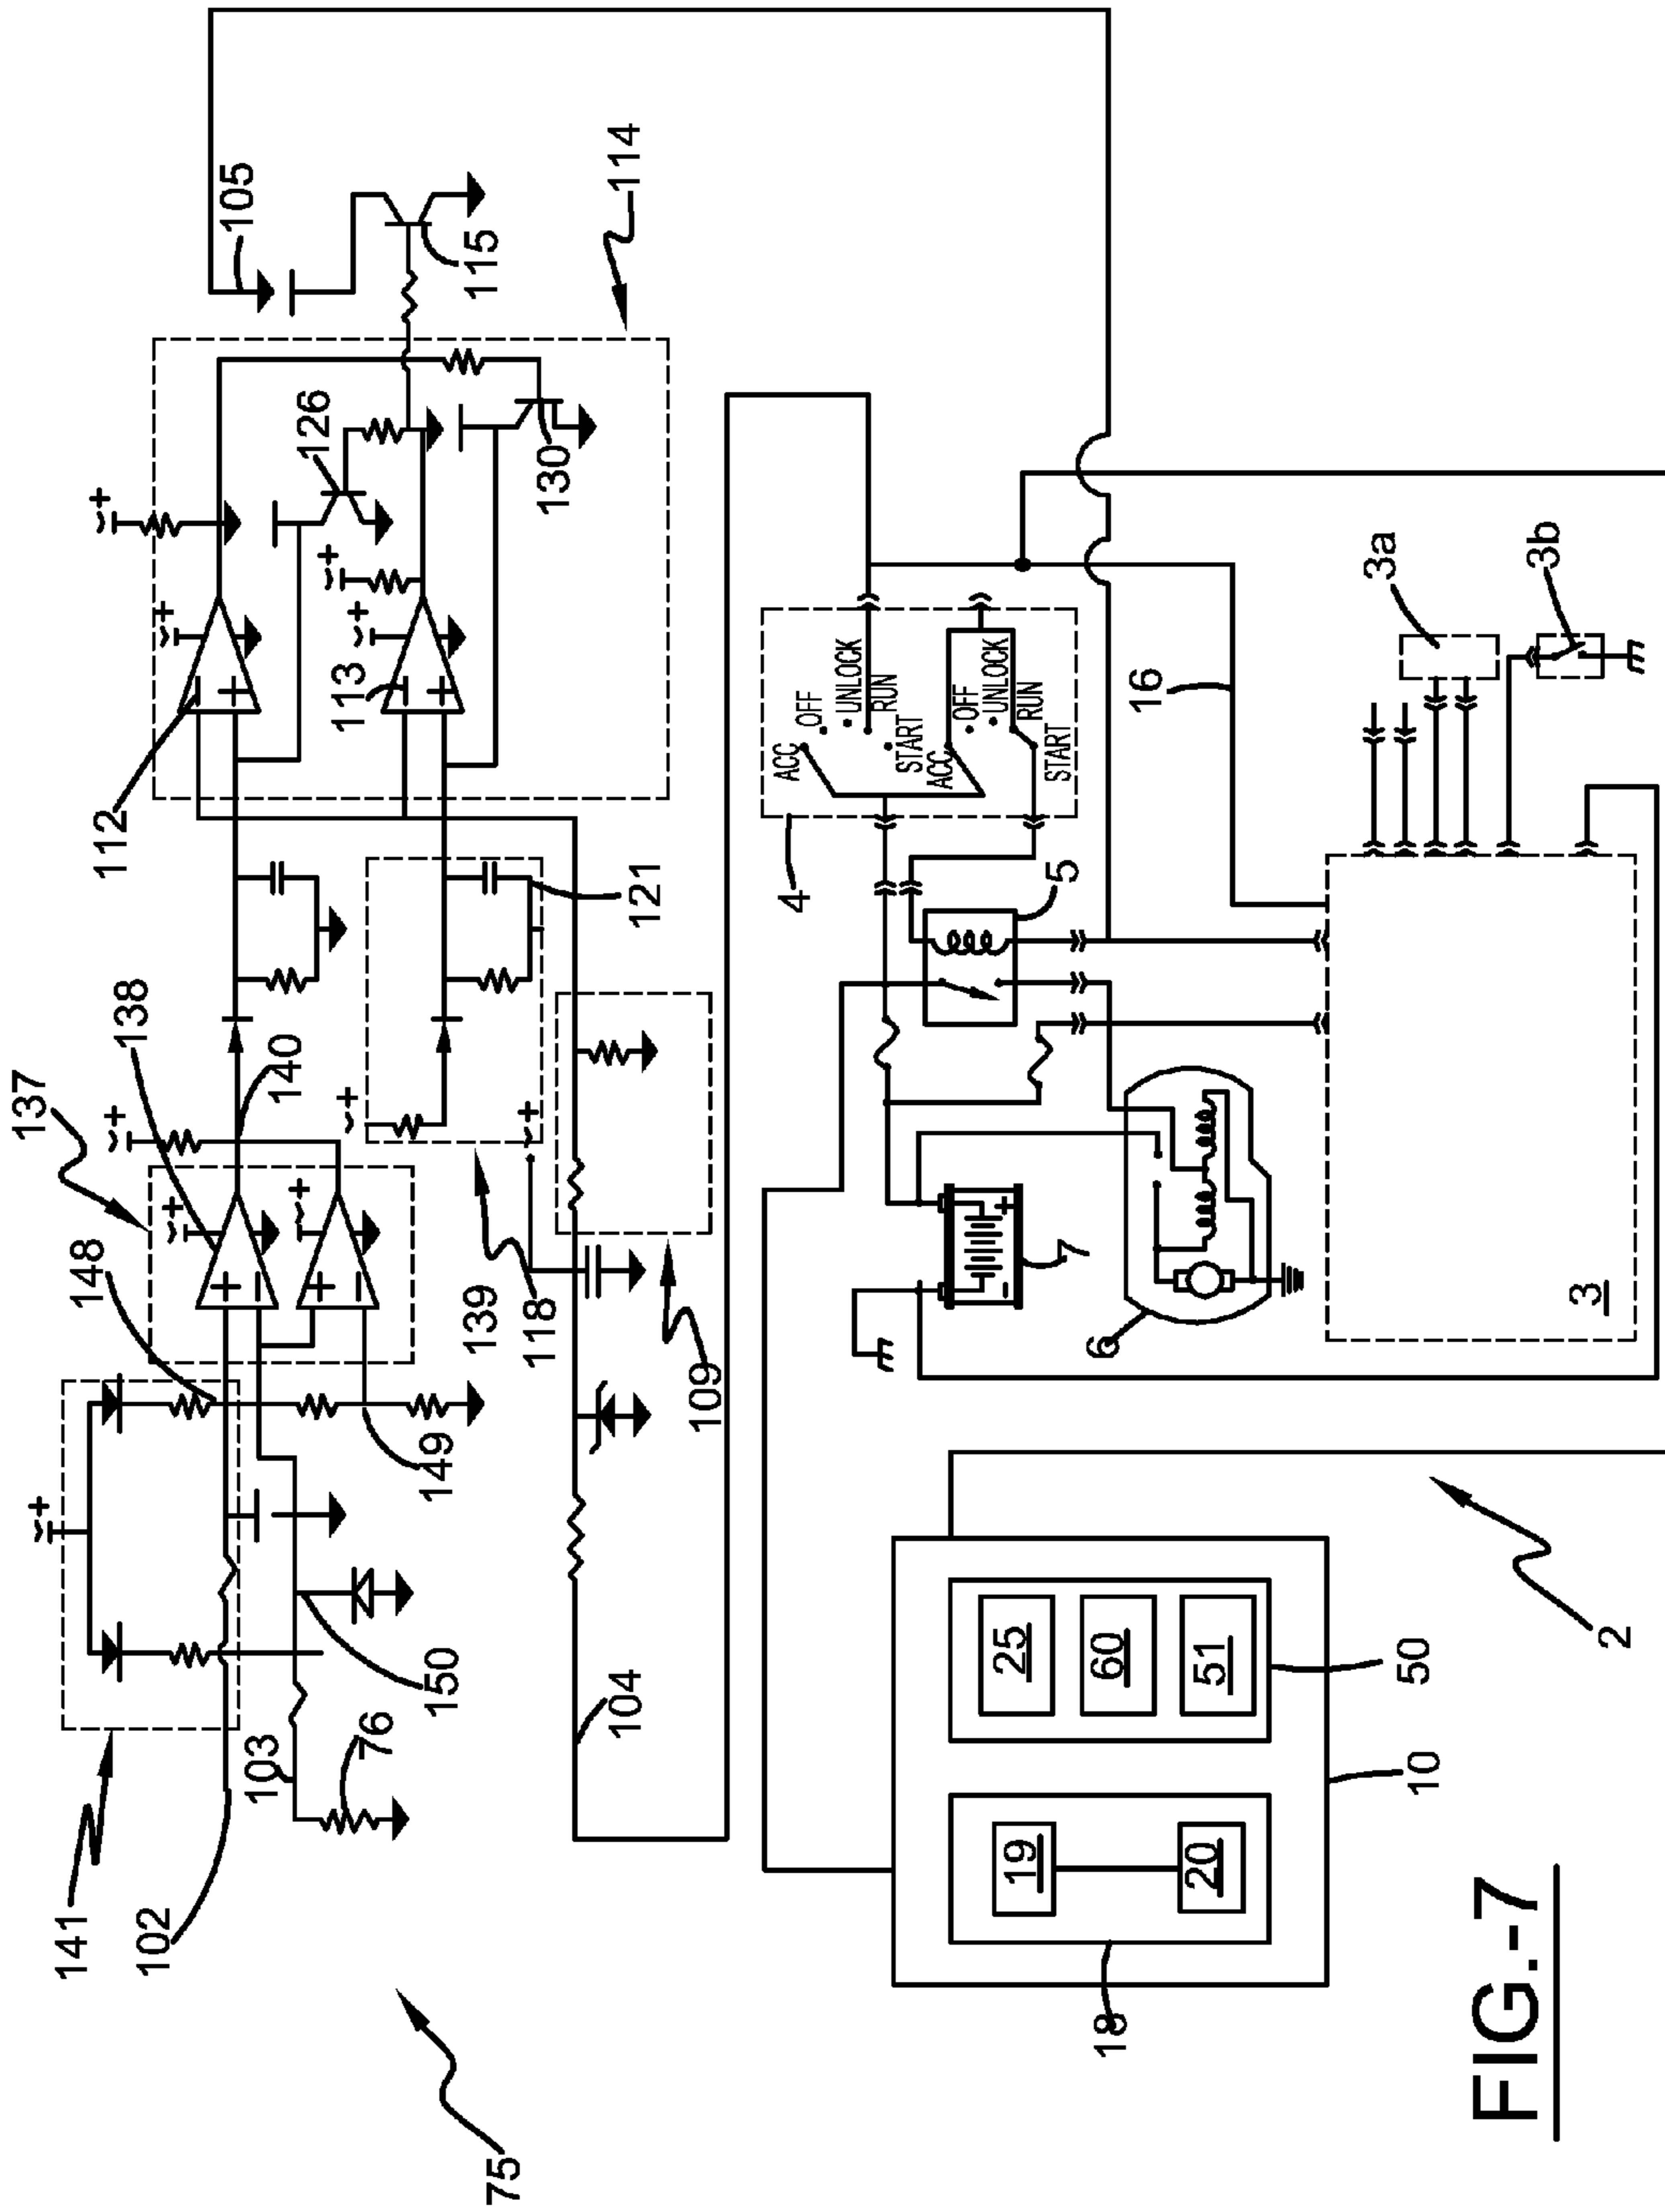 141
137
112
102
138
105
103
148
140
126
150
113
76
149
75
139
118
121
130
115
104
109
114
4
ACC
OFF
UNLOCK
RUN
START
ACC
OFF
UNLOCK
RUN
START
5
7
6
16
3a
3b
3
19
25
60
51
20
18
10
50
2
FIG.-7